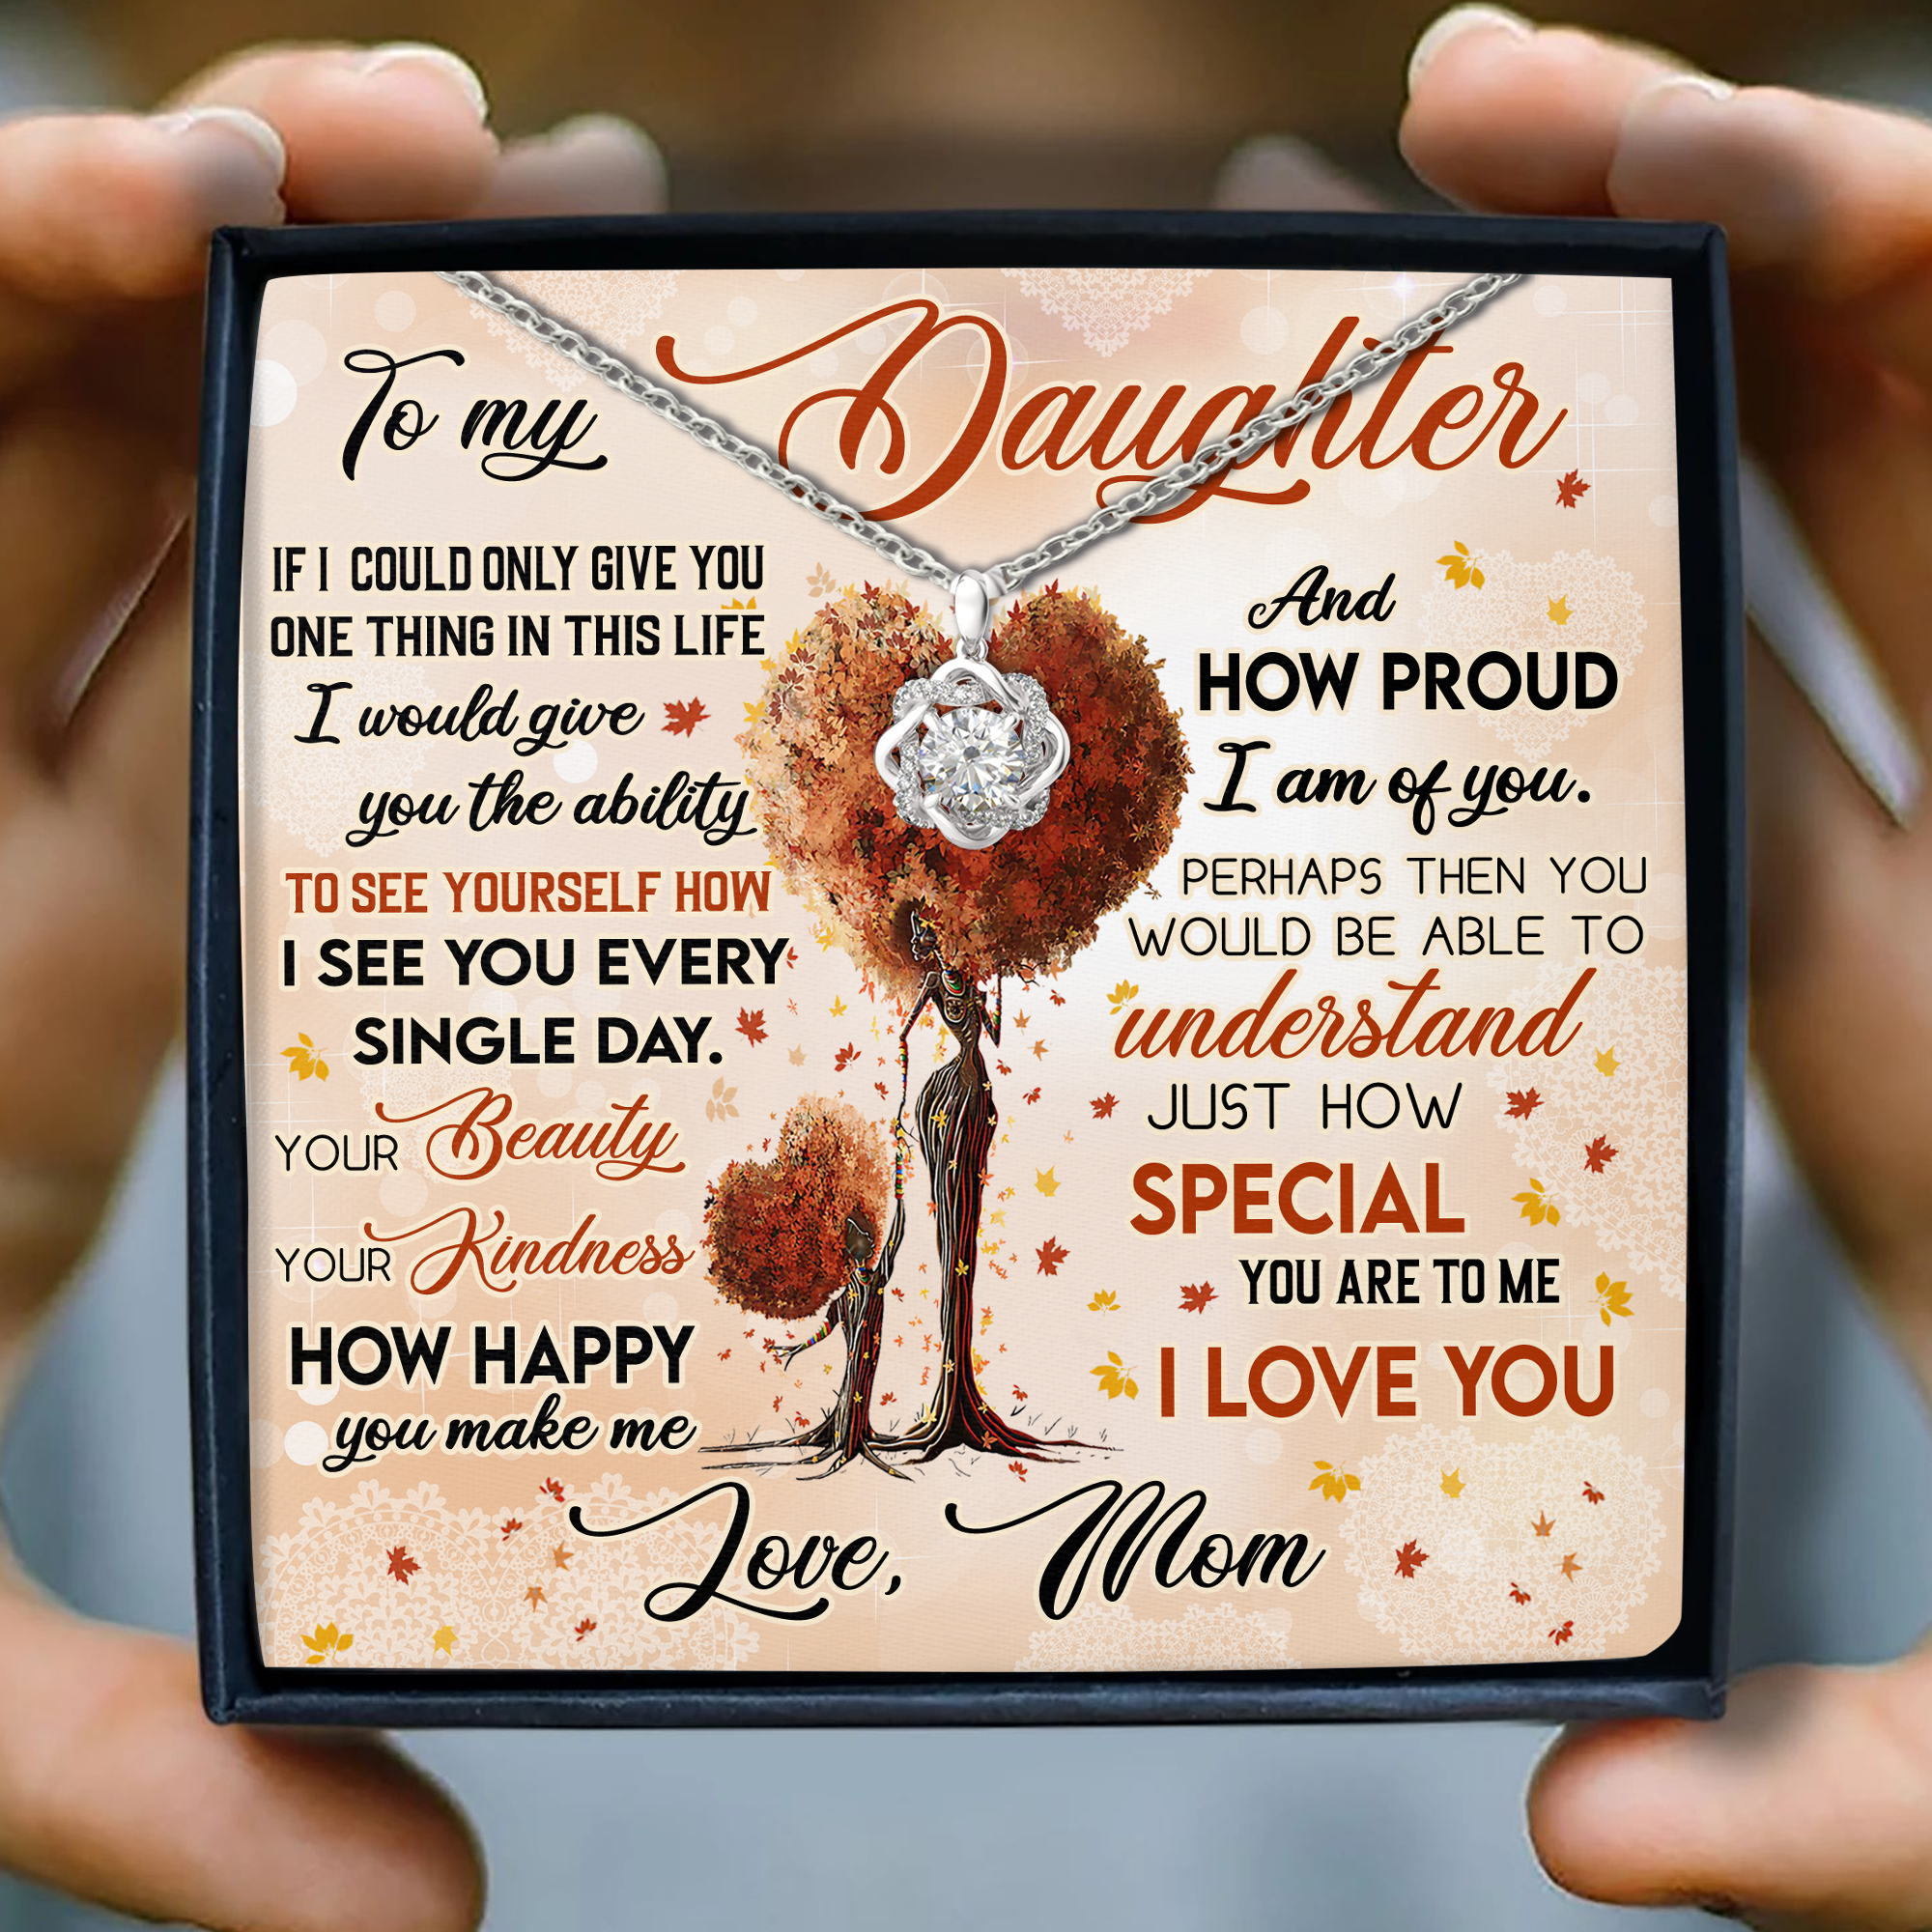 To my Daughter
IF I COULD ONLY GIVE YOU
ONE THING IN THIS LIFE
I would give
you the ability
TO SEE YOURSELF HOW
I SEE YOU EVERY
SINGLE DAY.
YOUR Beauty
YOUR Kindness
HOW HAPPY
you make me
And
HOW PROUD
I am of you.
PERHAPS THEN YOU
WOULD BE ABLE TO
understand
JUST HOW
SPECIAL
YOU ARE TO ME
I LOVE YOU
Love, Mom